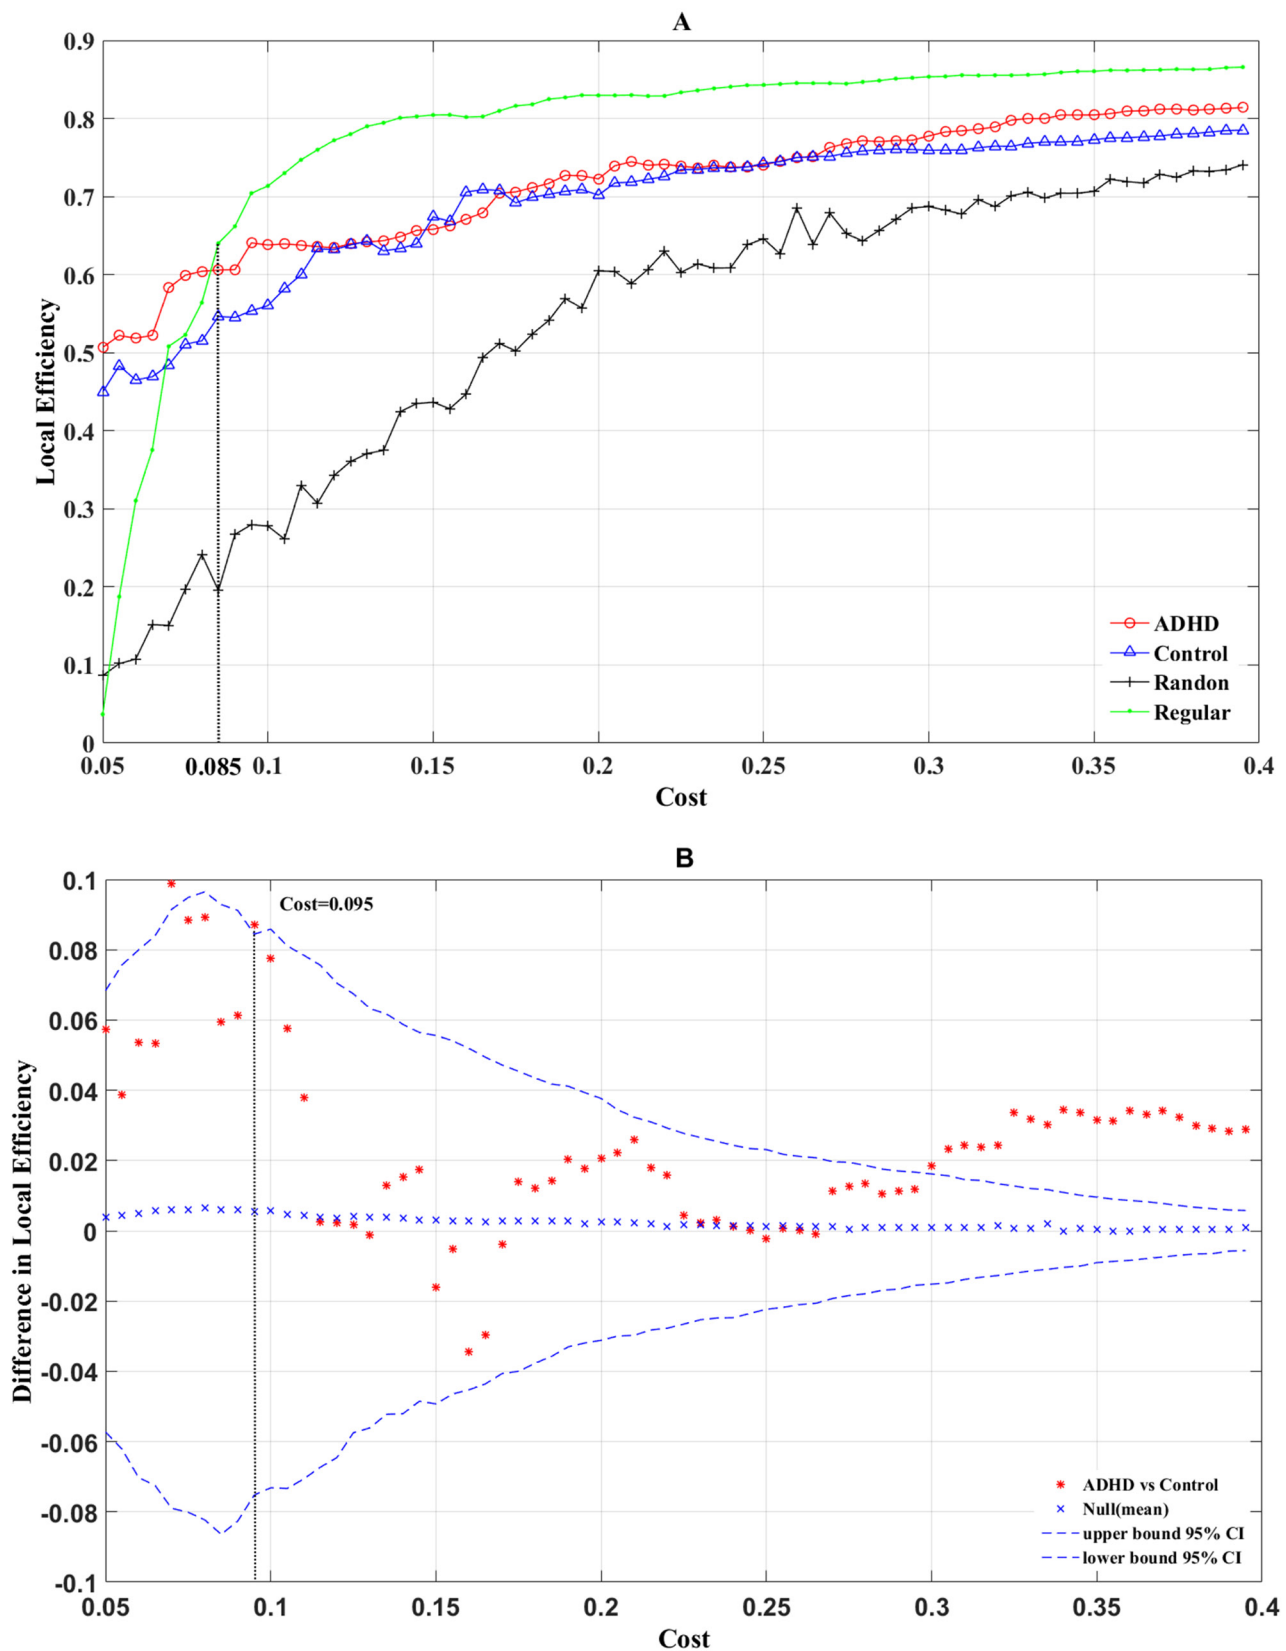 A
0.9
0.8
0.7
0.6
0.5
0.4
0.3
0.2
0.1
0
Local Efficiency
ADHD
Control
Randon
Regular
0.05 0.085 0.1 0.15 0.2 0.25 0.3 0.35 0.4
Cost
B
0.1
0.08
0.06
0.04
0.02
0
-0.02
-0.04
-0.06
-0.08
-0.1
Difference in Local Efficiency
Cost=0.095
ADHD vs Control
Null(mean)
upper bound 95% CI
lower bound 95% CI
0.05 0.1 0.15 0.2 0.25 0.3 0.35 0.4
Cost